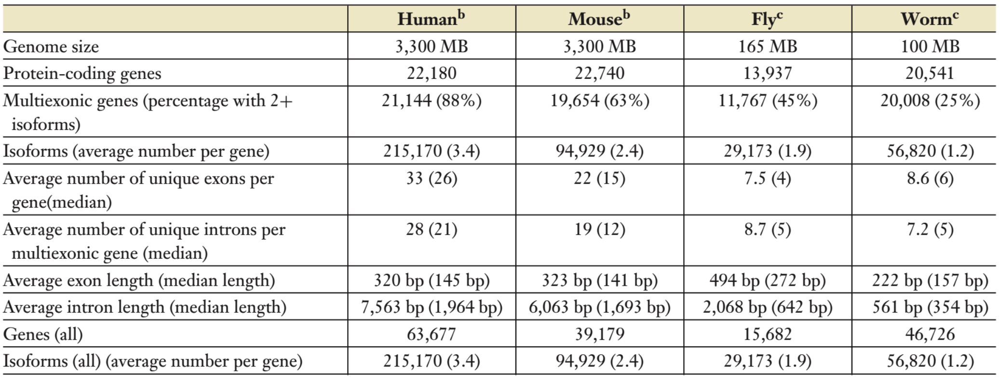 Humanᵇ Mouseᵇ Flyᶜ Wormᶜ
Genome size 3,300 MB 3,300 MB 165 MB 100 MB
Protein-coding genes 22,180 22,740 13,937 20,541
Multiexonic genes (percentage with 2+ 21,144 (88%) 19,654 (63%) 11,767 (45%) 20,008 (25%)
isoforms)
Isoforms (average number per gene) 215,170 (3.4) 94,929 (2.4) 29,173 (1.9) 56,820 (1.2)
Average number of unique exons per 33 (26) 22 (15) 7.5 (4) 8.6 (6)
gene(median)
Average number of unique introns per 28 (21) 19 (12) 8.7 (5) 7.2 (5)
multiexonic gene (median)
Average exon length (median length) 320 bp (145 bp) 323 bp (141 bp) 494 bp (272 bp) 222 bp (157 bp)
Average intron length (median length) 7,563 bp (1,964 bp) 6,063 bp (1,693 bp) 2,068 bp (642 bp) 561 bp (354 bp)
Genes (all) 63,677 39,179 15,682 46,726
Isoforms (all) (average number per gene) 215,170 (3.4) 94,929 (2.4) 29,173 (1.9) 56,820 (1.2)